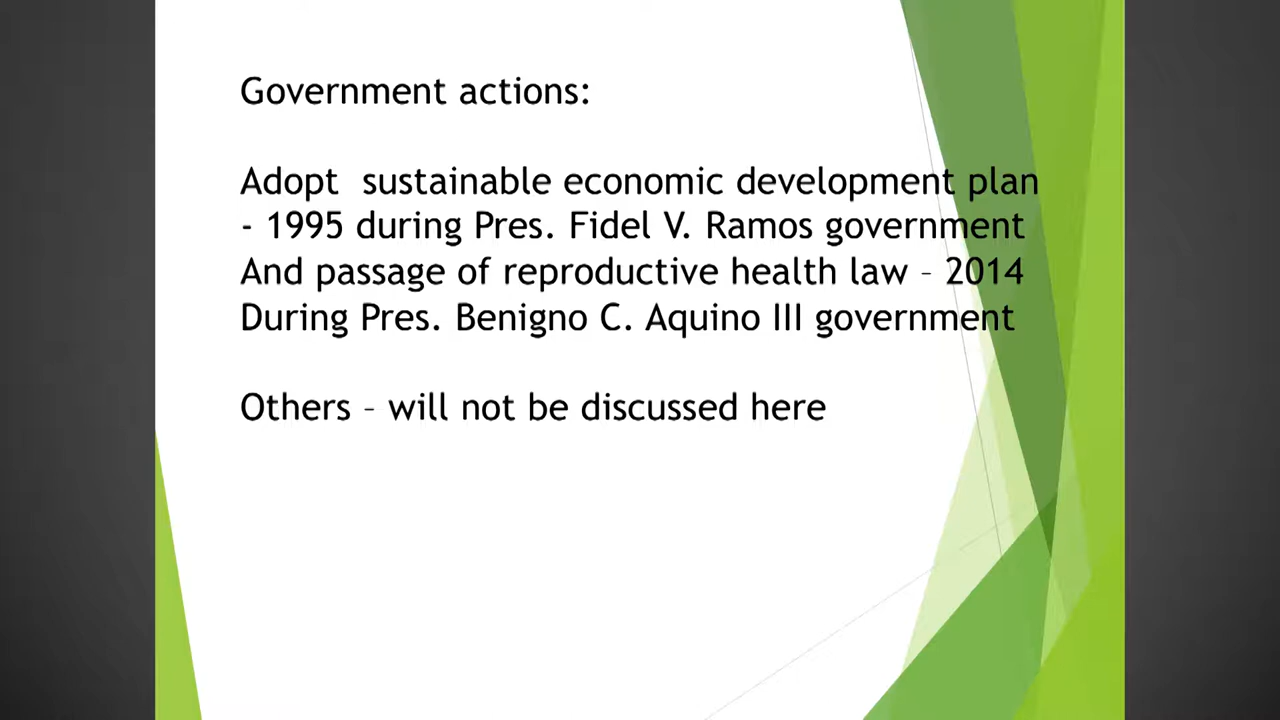 Government actions:
Adopt  sustainable economic development plan
- 1995 during Pres. Fidel V. Ramos government
And passage of reproductive health law – 2014
During Pres. Benigno C. Aquino III government
Others – will not be discussed here